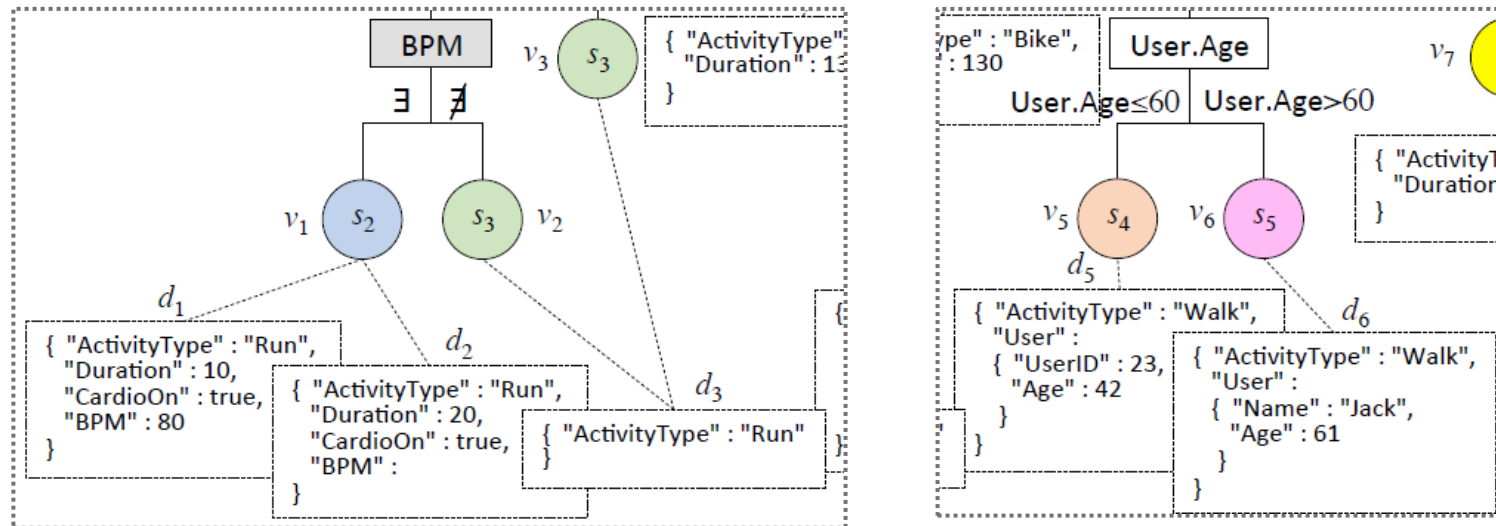 BPM
∃ ∄
v3
s3
{ "ActivityType"
"Duration" : 13
}
v1
s2
s3
v2
d1
{ "ActivityType" : "Run",
"Duration" : 10,
"CardioOn" : true,
"BPM" : 80
}
d2
{ "ActivityType" : "Run",
"Duration" : 20,
"CardioOn" : true,
"BPM" :
}
d3
{ "ActivityType" : "Run"
}
{
}
ype" : "Bike",
: 130
User.Age
User.Age≤60
User.Age>60
v7
{ "ActivityT
"Duration
}
v5
s4
v6
s5
d5
{ "ActivityType" : "Walk",
"User" :
{ "UserID" : 23,
"Age" : 42
}
}
d6
{ "ActivityType" : "Walk",
"User" :
{ "Name" : "Jack",
"Age" : 61
}
}